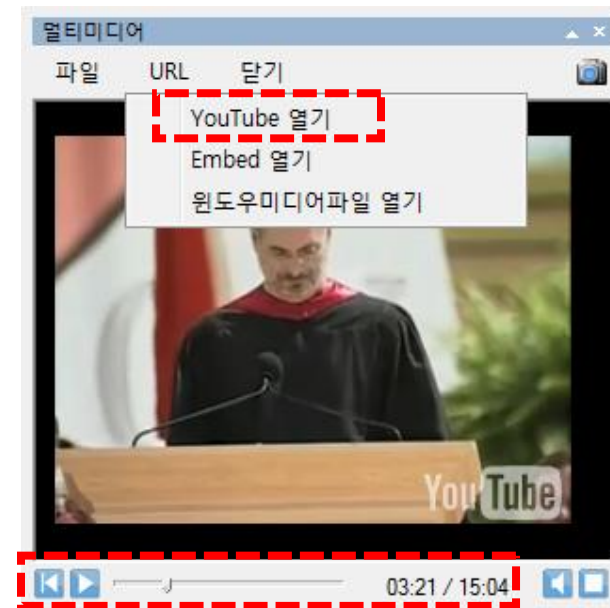 멀티미디어
파일 URL 닫기
YouTube 열기
Embed 열기
윈도우미디어파일 열기
YouTube
03:21 / 15:04